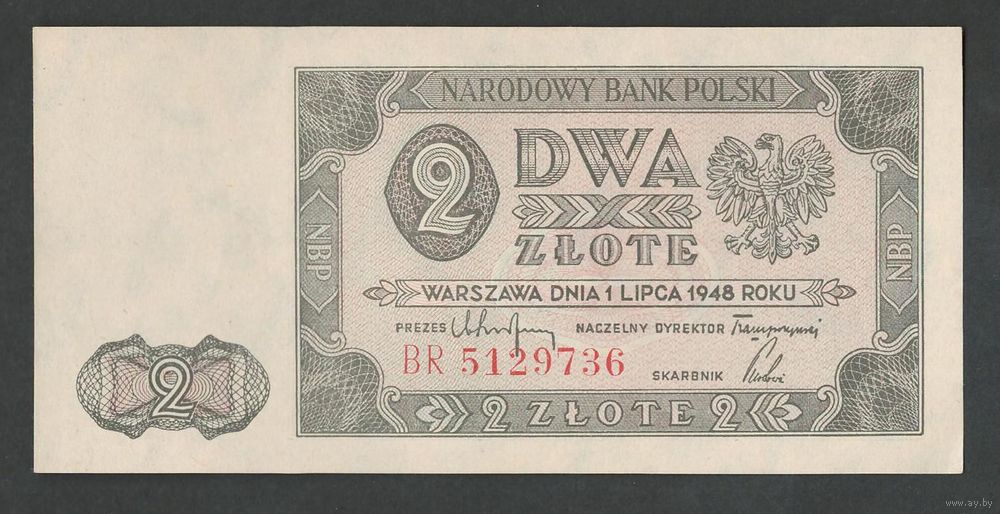 NARODOWY BANK POLSKI
2 DWA
ZŁOTE
NBP
NBP
WARSZAWA DNIA 1 LIPCA 1948 ROKU
PREZES NACZELNY DYREKTOR
BR 5129736
SKARBNIK
2
2 ZŁOTE 2
www.ay.by